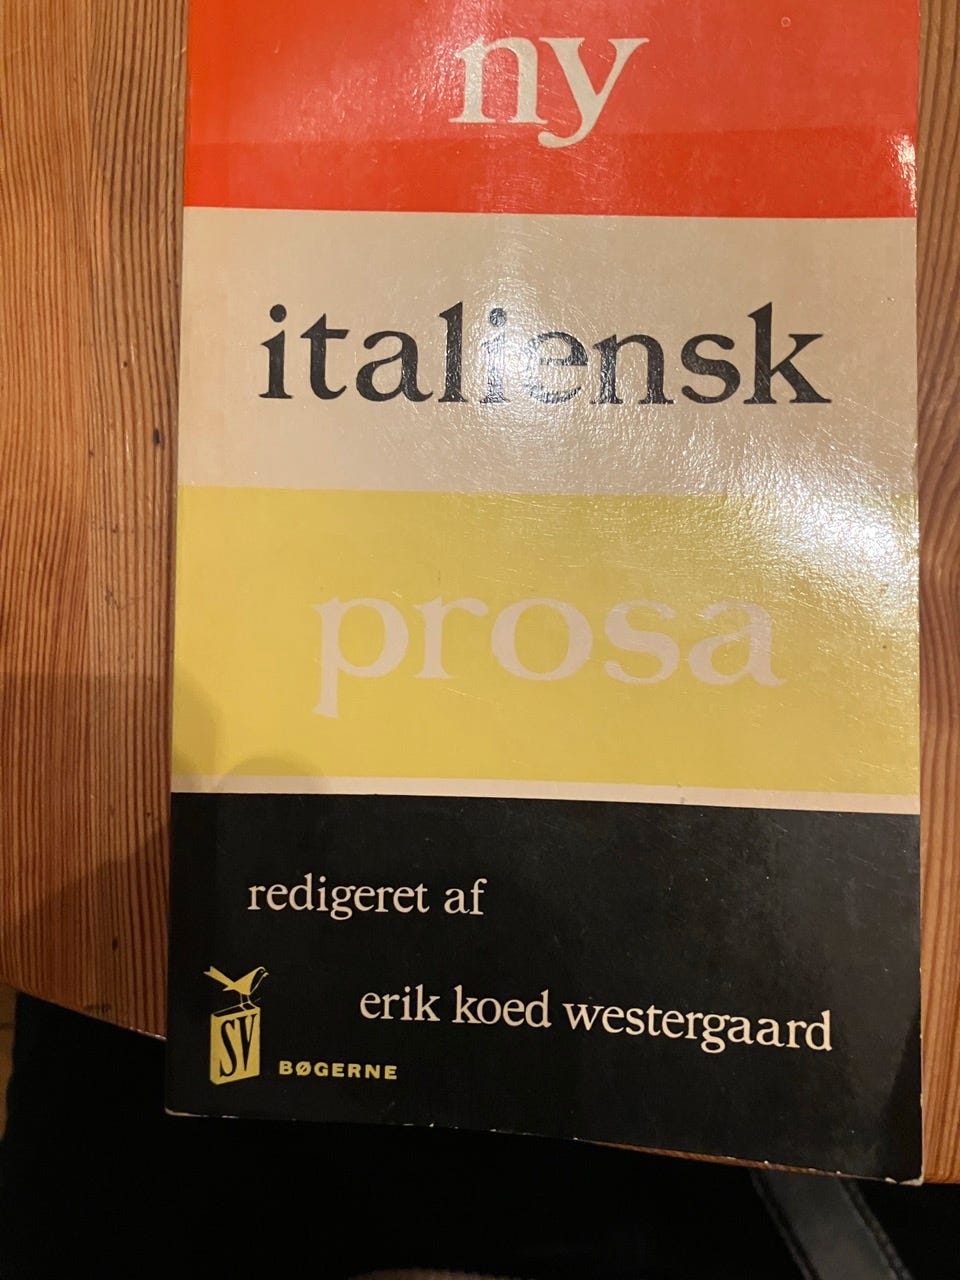 ny
italiensk
prosa
redigeret af
erik koed westergaard
SV
BØGERNE